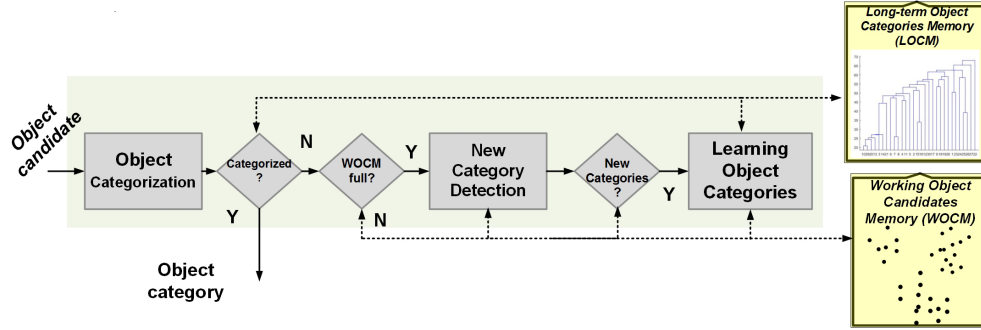 Object
candidate
Object
Categorization
Categorized
?
Y
N
Object
category
WOCM
full?
Y
N
New
Category
Detection
New
Categories
?
Y
Learning
Object
Categories
Long-term Object
Categories Memory
(LOCM)
Working Object
Candidates
Memory (WOCM)